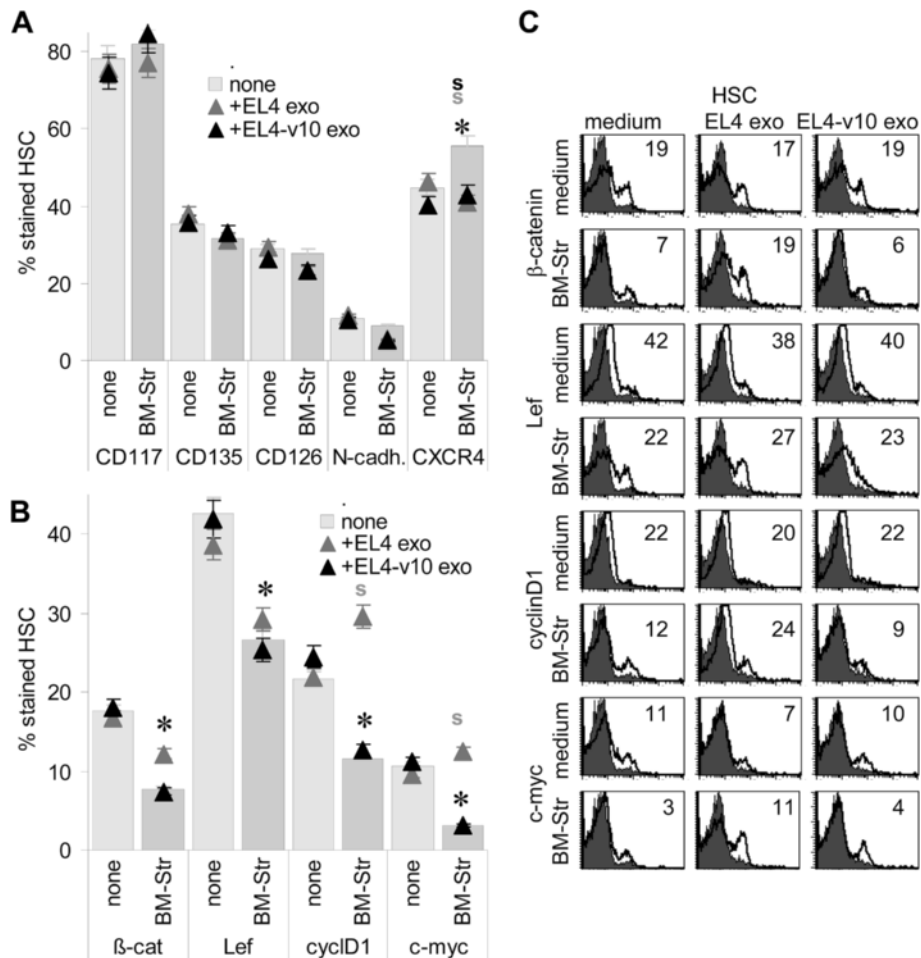 A
80
60
40
20
0
% stained HSC
none
+EL4 exo
+EL4-v10 exo
s
s
*
none
BM-Str
none
BM-Str
none
BM-Str
none
BM-Str
none
BM-Str
CD117
CD135
CD126
N-cadh.
CXCR4
B
40
30
20
10
0
% stained HSC
none
+EL4 exo
+EL4-v10 exo
*
*
s
*
s
*
none
BM-Str
none
BM-Str
none
BM-Str
none
BM-Str
ß-cat
Lef
cyclD1
c-myc
C
HSC
medium EL4 exo EL4-v10 exo
β-catenin
medium
19 17 19
BM-Str
7 19 6
Lef
medium
42 38 40
BM-Str
22 27 23
cyclinD1
medium
22 20 22
BM-Str
12 24 9
c-myc
medium
11 7 10
BM-Str
3 11 4